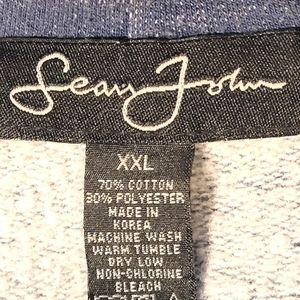 Sean John
XXL
70% COTTON
30% POLYESTER
MADE IN
KOREA
MACHINE WASH
WARM TUMBLE
DRY LOW
NON-CHLORINE
BLEACH